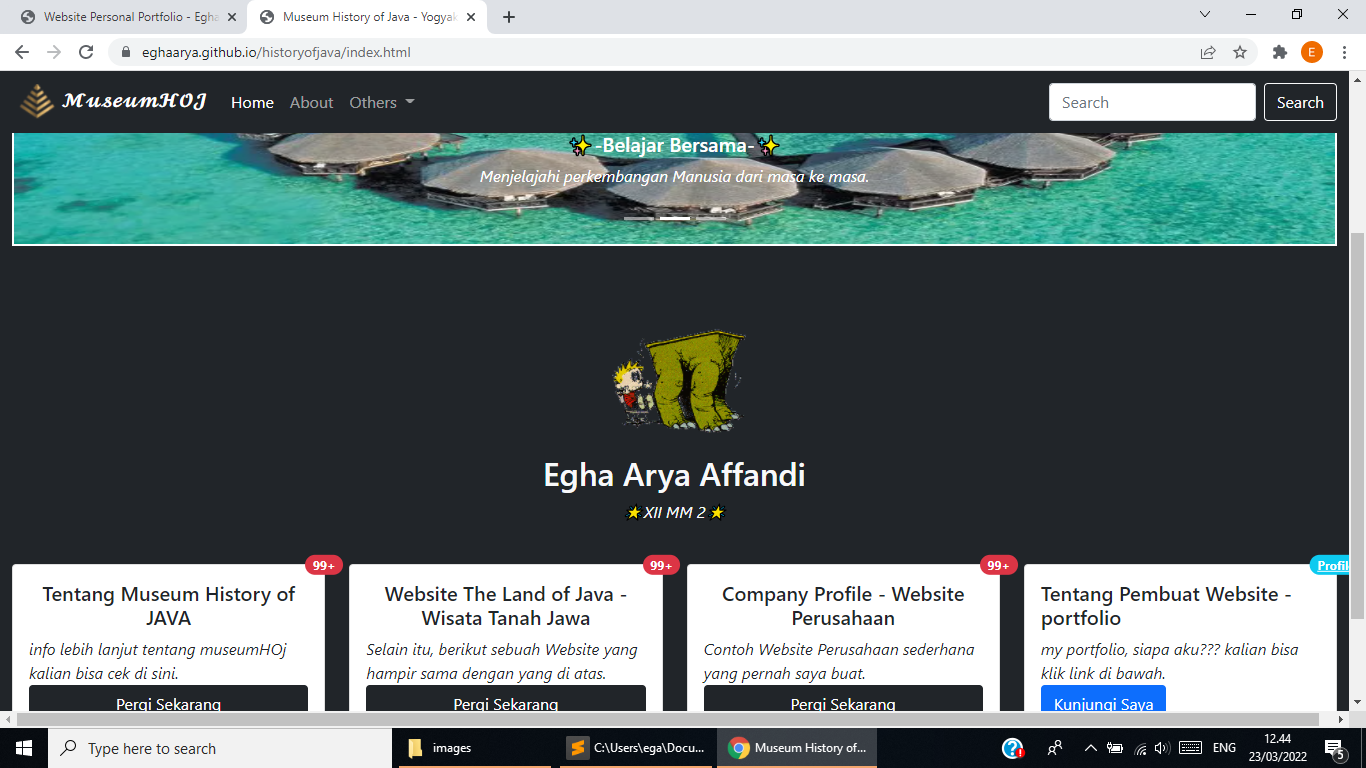 Website Personal Portfolio - Egha
Museum History of Java - Yogyak
eghaarya.github.io/historyofjava/index.html
E
MuseumHOJ
Home
About
Others
Search
Search
✨-Belajar Bersama-✨
Menjelajahi perkembangan Manusia dari masa ke masa.
Egha Arya Affandi
⭐XII MM 2⭐
99+
Tentang Museum History of
JAVA
info lebih lanjut tentang museumHOj
kalian bisa cek di sini.
Pergi Sekarang
99+
Website The Land of Java -
Wisata Tanah Jawa
Selain itu, berikut sebuah Website yang
hampir sama dengan yang di atas.
Pergi Sekarang
99+
Company Profile - Website
Perusahaan
Contoh Website Perusahaan sederhana
yang pernah saya buat.
Pergi Sekarang
Profil
Tentang Pembuat Website -
portfolio
my portfolio, siapa aku??? kalian bisa
klik link di bawah.
Kunjungi Saya
Type here to search
images
C:\Users\ega\Docu...
Museum History of...
ENG
12.44
23/03/2022
5